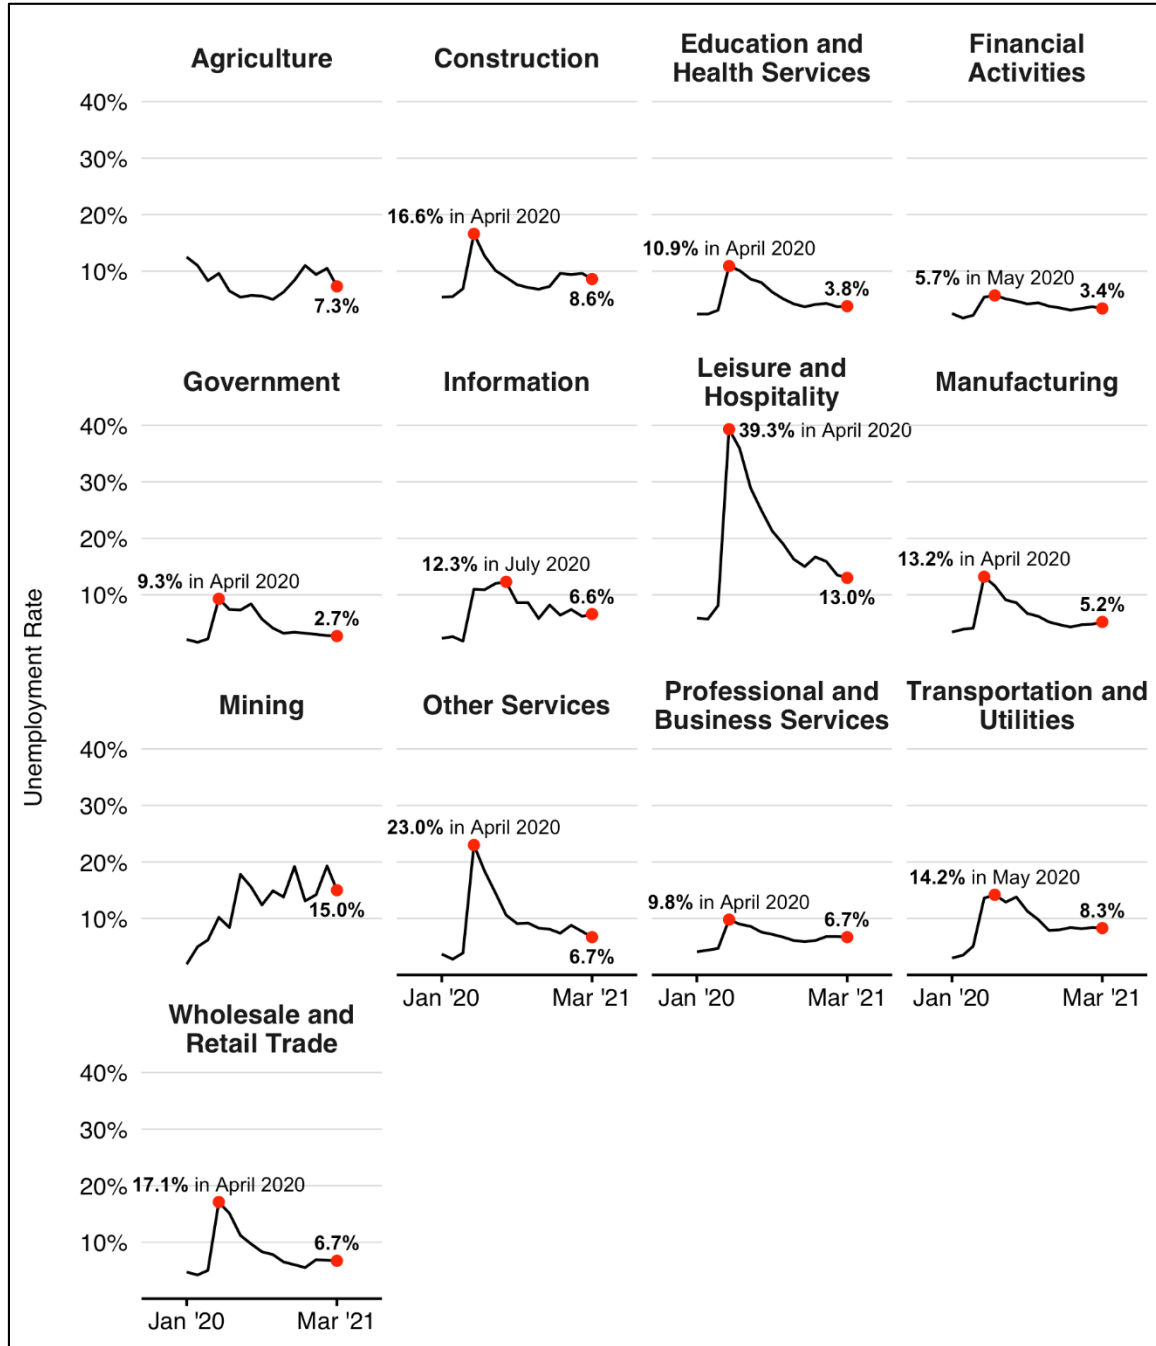 Unemployment Rate
Agriculture
Construction
Education and
Health Services
Financial
Activities
40%
30%
20%
10%
7.3%
16.6% in April 2020
8.6%
10.9% in April 2020
3.8%
5.7% in May 2020
3.4%
Government
Information
Leisure and
Hospitality
Manufacturing
40%
30%
20%
10%
9.3% in April 2020
2.7%
12.3% in July 2020
6.6%
39.3% in April 2020
13.0%
13.2% in April 2020
5.2%
Mining
Other Services
Professional and
Business Services
Transportation and
Utilities
40%
30%
20%
10%
15.0%
23.0% in April 2020
6.7%
9.8% in April 2020
6.7%
14.2% in May 2020
8.3%
Jan '20
Mar '21
Jan '20
Mar '21
Jan '20
Mar '21
Wholesale and
Retail Trade
40%
30%
20%
10%
17.1% in April 2020
6.7%
Jan '20
Mar '21